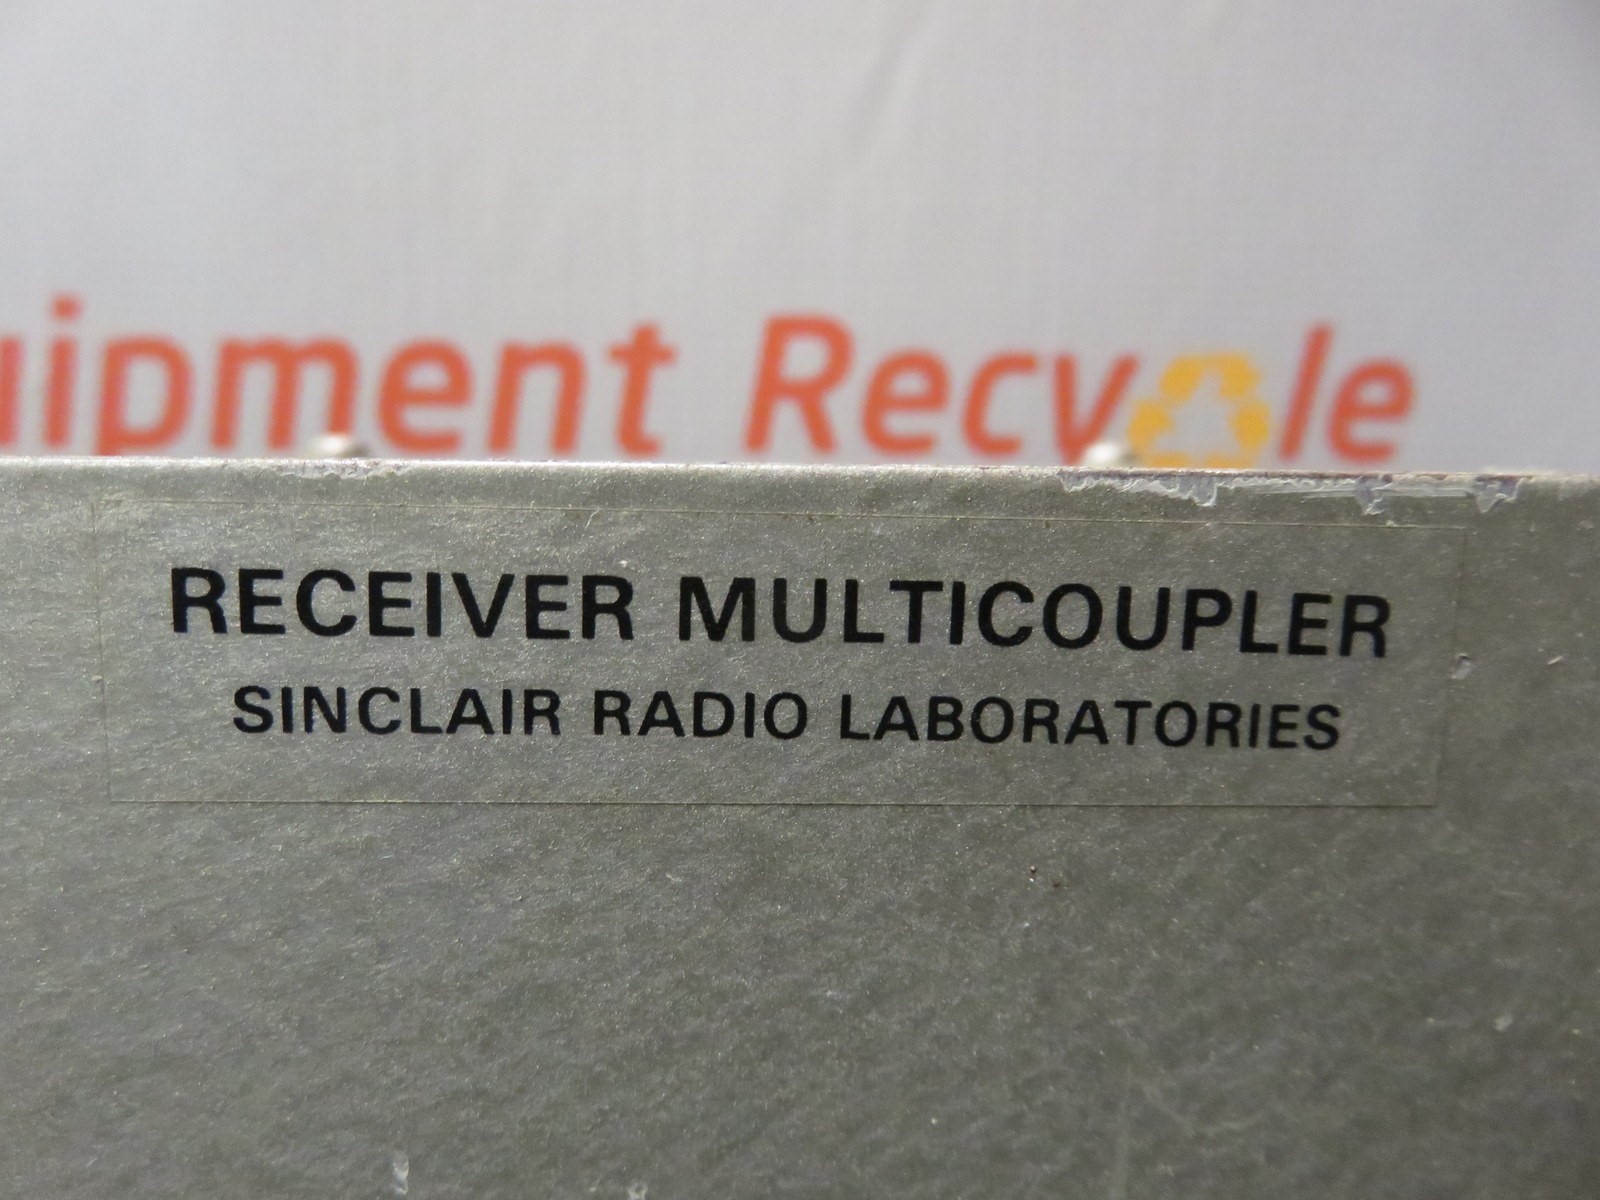 uipment Recycle
RECEIVER MULTICOUPLER
SINCLAIR RADIO LABORATORIES